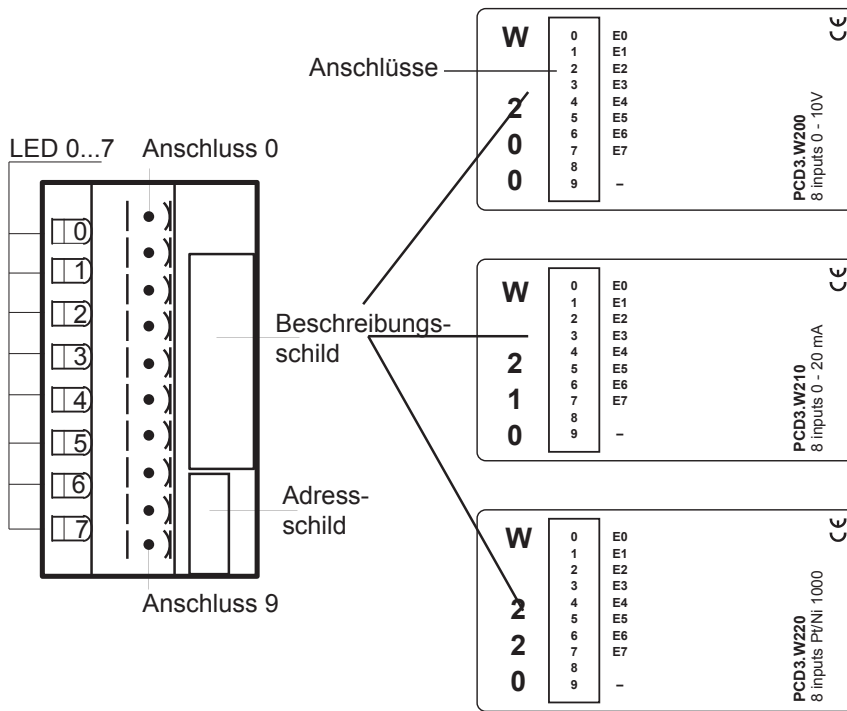 LED 0...7
Anschluss 0
0
1
2
3
4
5
6
7
Anschluss 9
Anschlüsse
Beschreibungs-
schild
Adress-
schild
W
2
0
0
0 E0
1 E1
2 E2
3 E3
4 E4
5 E5
6 E6
7 E7
8
9 –
PCD3.W200
8 inputs 0 - 10V
CE
W
2
1
0
0 E0
1 E1
2 E2
3 E3
4 E4
5 E5
6 E6
7 E7
8
9 –
PCD3.W210
8 inputs 0 - 20 mA
CE
W
2
2
0
0 E0
1 E1
2 E2
3 E3
4 E4
5 E5
6 E6
7 E7
8
9 –
PCD3.W220
8 inputs Pt/Ni 1000
CE